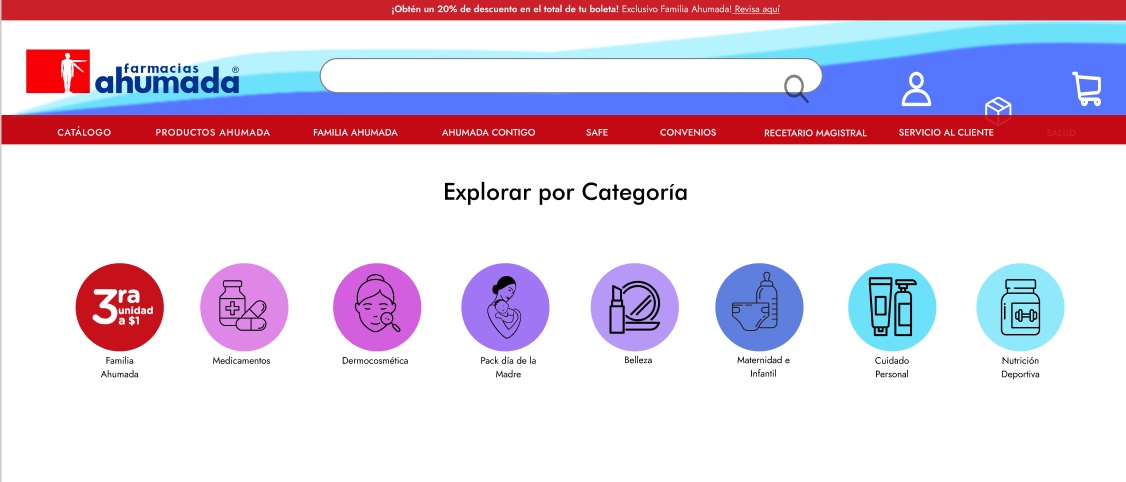 ¡Obtén un 20% de descuento en el total de tu boleta! Exclusivo Familia Ahumada! Revisa aquí
farmacias
ahumada®
CATÁLOGO PRODUCTOS AHUMADA FAMILIA AHUMADA AHUMADA CONTIGO SAFE CONVENIOS RECETARIO MAGISTRAL SERVICIO AL CLIENTE SALUD
Explorar por Categoría
3ra
unidad
a $1
Familia
Ahumada
Medicamentos
Dermocosmética
Pack día de la
Madre
Belleza
Maternidad e
Infantil
Cuidado
Personal
Nutrición
Deportiva